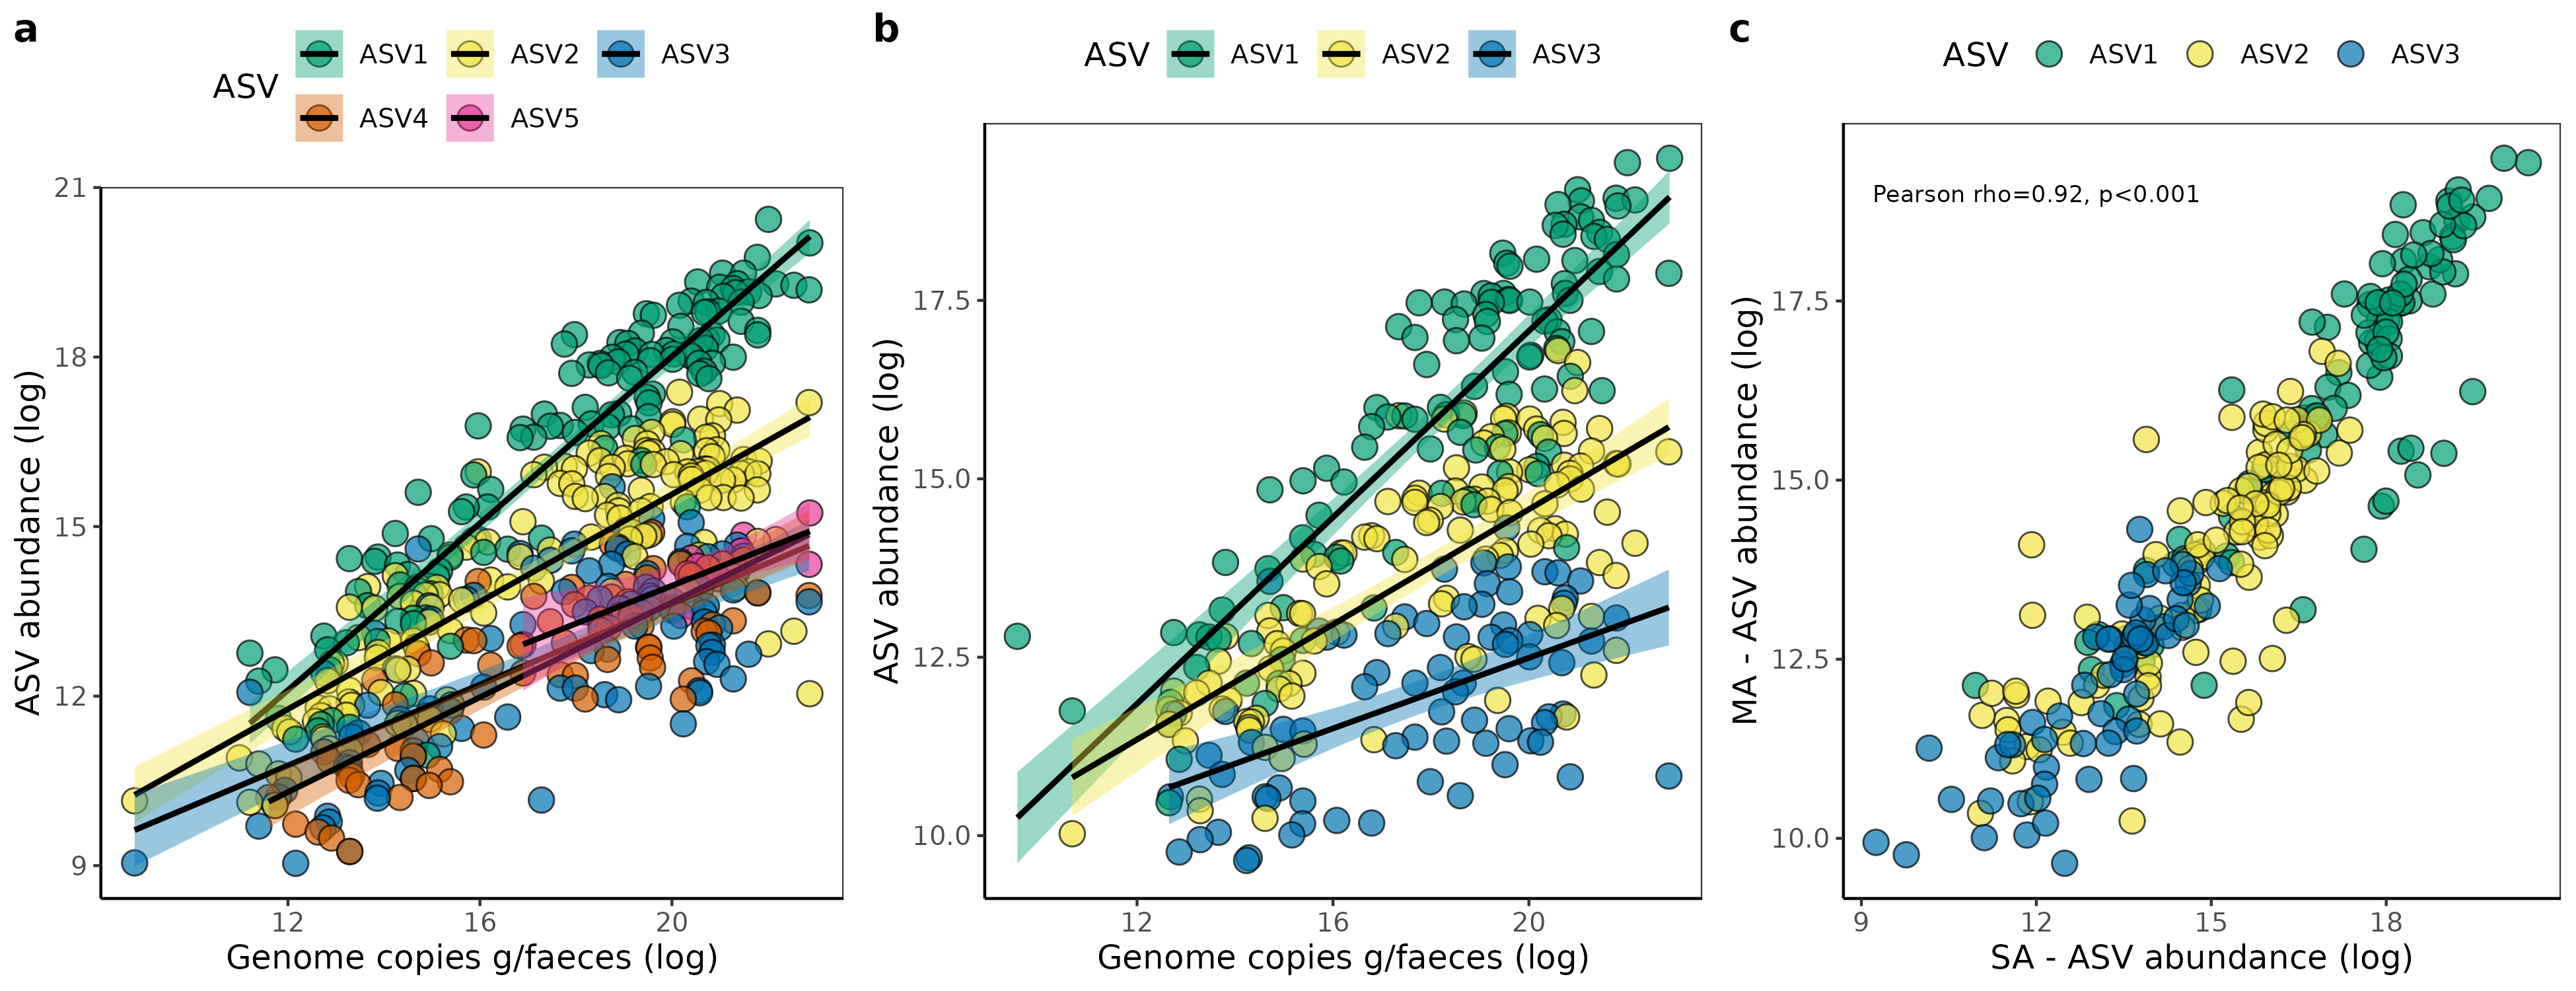 a
ASV
ASV1
ASV2
ASV3
ASV4
ASV5
ASV abundance (log)
21
18
15
12
9
12
16
20
Genome copies g/faeces (log)
b
ASV
ASV1
ASV2
ASV3
ASV abundance (log)
17.5
15.0
12.5
10.0
12
16
20
Genome copies g/faeces (log)
c
ASV
ASV1
ASV2
ASV3
Pearson rho=0.92, p<0.001
MA - ASV abundance (log)
17.5
15.0
12.5
10.0
9
12
15
18
SA - ASV abundance (log)